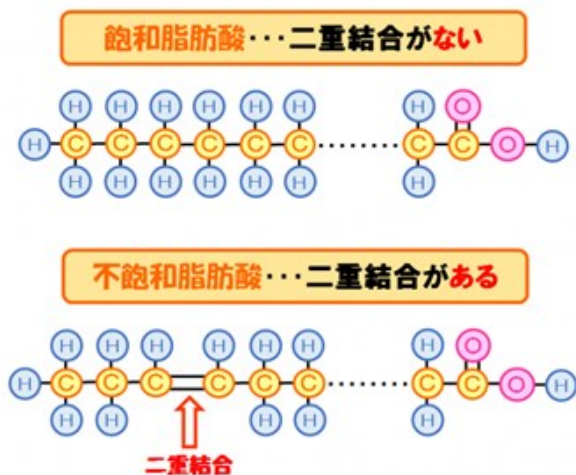 飽和脂肪酸･･･二重結合がない
H H H H H H H O
H C C C C C C ········ C C O H
H H H H H H H
不飽和脂肪酸･･･二重結合がある
H H H H H H H O
H C C C C C C ········ C C O H
H H H H H
二重結合